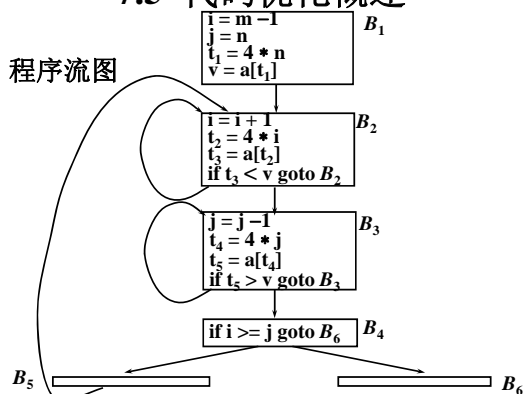 i = m −1
B₁
j = n
t₁ = 4 * n
v = a[t₁]
程序流图
i = i + 1
B₂
t₂ = 4 * i
t₃ = a[t₂]
if t₃ < v goto B₂
j = j −1
B₃
t₄ = 4 * j
t₅ = a[t₄]
if t₅ > v goto B₃
if i >= j goto B₆
B₄
B₅
B₆